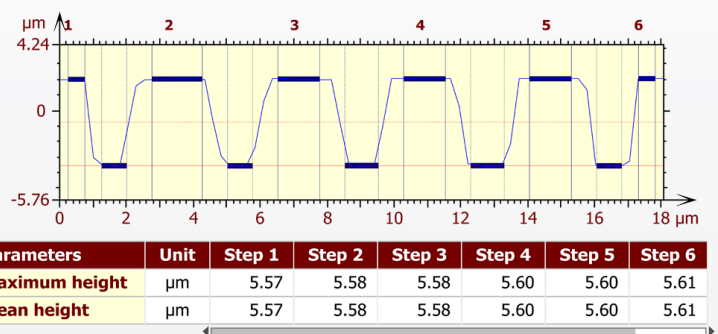 µm 1 2 3 4 5 6
4.24
0
-5.76
0 2 4 6 8 10 12 14 16 18 µm
arameters Unit Step 1 Step 2 Step 3 Step 4 Step 5 Step 6
aximum height µm 5.57 5.58 5.58 5.60 5.60 5.61
ean height µm 5.57 5.58 5.58 5.60 5.60 5.61